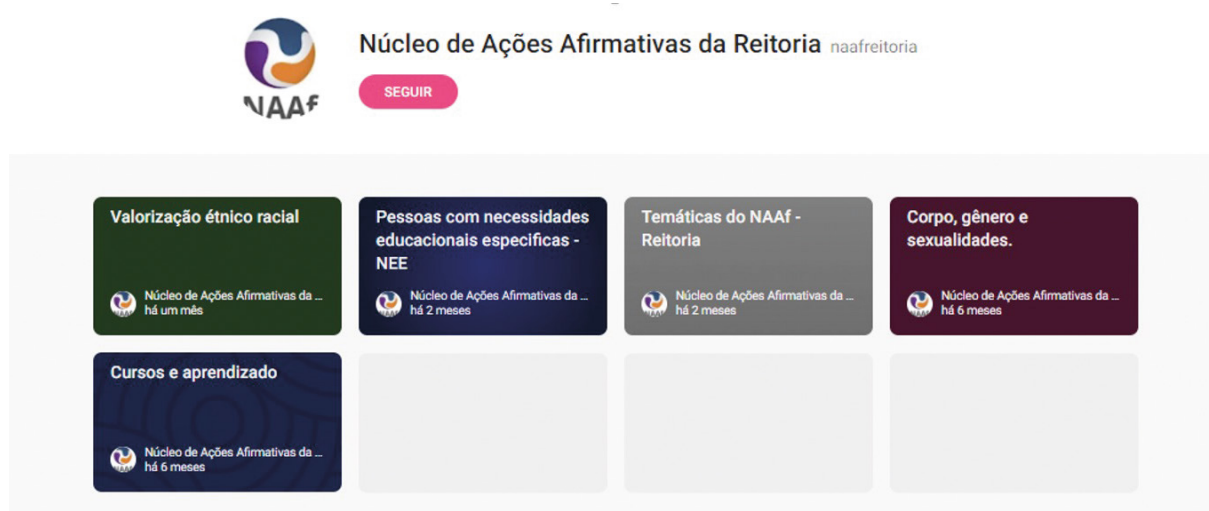 NAAf
Núcleo de Ações Afirmativas da Reitoria naafreitoria
SEGUIR
Valorização étnico racial
Núcleo de Ações Afirmativas da ...
há um mês
Pessoas com necessidades
educacionais especificas -
NEE
Núcleo de Ações Afirmativas da ...
há 2 meses
Temáticas do NAAf -
Reitoria
Núcleo de Ações Afirmativas da ...
há 2 meses
Corpo, gênero e
sexualidades.
Núcleo de Ações Afirmativas da ...
há 6 meses
Cursos e aprendizado
Núcleo de Ações Afirmativas da ...
há 6 meses